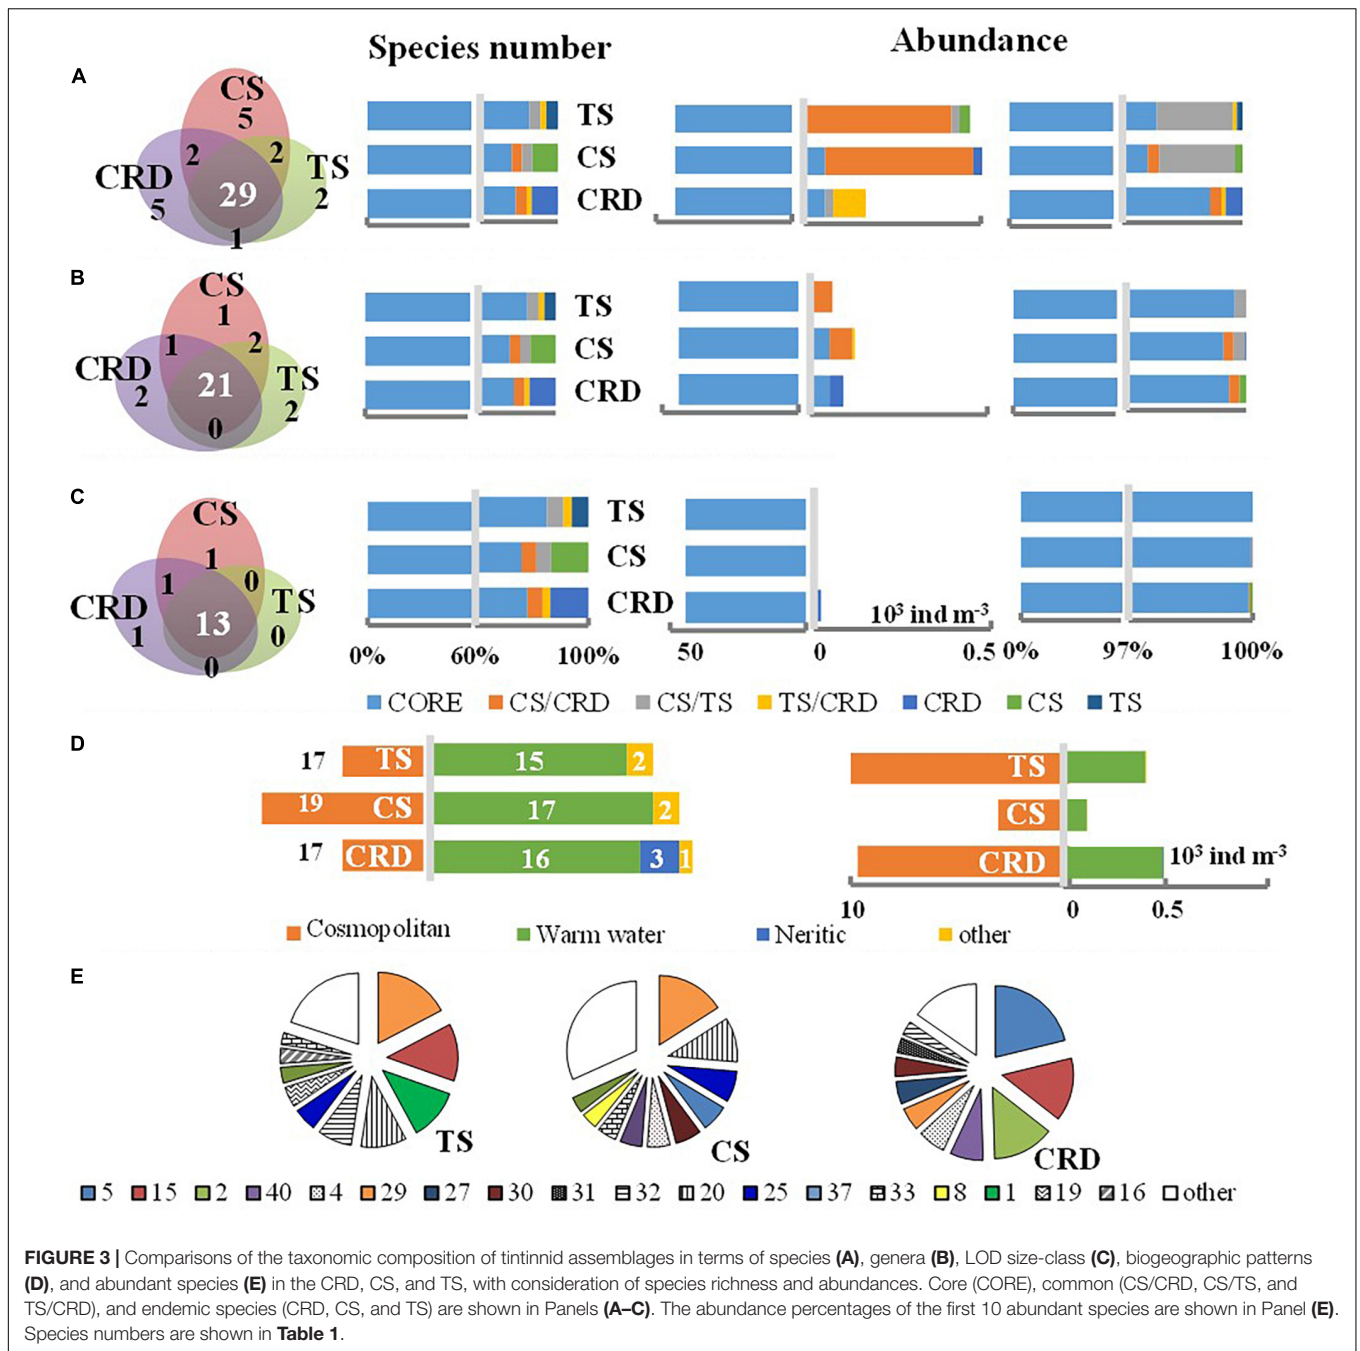 Species number
Abundance
A
CS
5
2
2
CRD
TS
29
5
2
1
TS
CS
CRD
B
CS
1
1
2
CRD
TS
21
2
2
0
TS
CS
CRD
C
CS
1
1
0
CRD
TS
13
1
0
0
TS
CS
CRD
10³ ind m⁻³
0% 60% 100%
50 0 0.5
0% 97% 100%
CORE CS/CRD CS/TS TS/CRD CRD CS TS
D
17 TS 15 2
19 CS 17 2
17 CRD 16 3 1
TS
CS
CRD
10³ ind m⁻³
10 0 0.5
Cosmopolitan Warm water Neritic other
E
TS
CS
CRD
5 15 2 40 4 29 27 30 31 32 20 25 37 33 8 1 19 16 other
FIGURE 3 | Comparisons of the taxonomic composition of tintinnid assemblages in terms of species (A), genera (B), LOD size-class (C), biogeographic patterns
(D), and abundant species (E) in the CRD, CS, and TS, with consideration of species richness and abundances. Core (CORE), common (CS/CRD, CS/TS, and
TS/CRD), and endemic species (CRD, CS, and TS) are shown in Panels (A–C). The abundance percentages of the first 10 abundant species are shown in Panel (E).
Species numbers are shown in Table 1.